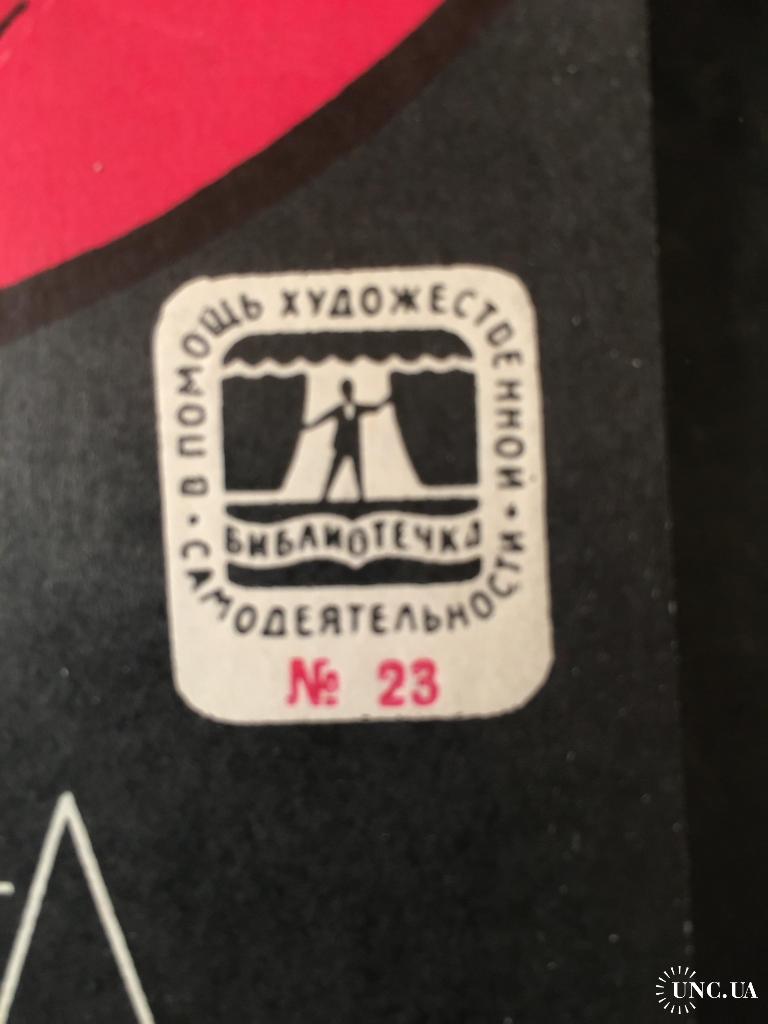 В ПОМОЩЬ ХУДОЖЕСТВЕННОЙ
БИБЛИОТЕЧКА
• САМОДЕЯТЕЛЬНОСТИ •
№ 23
А
UNC.UA